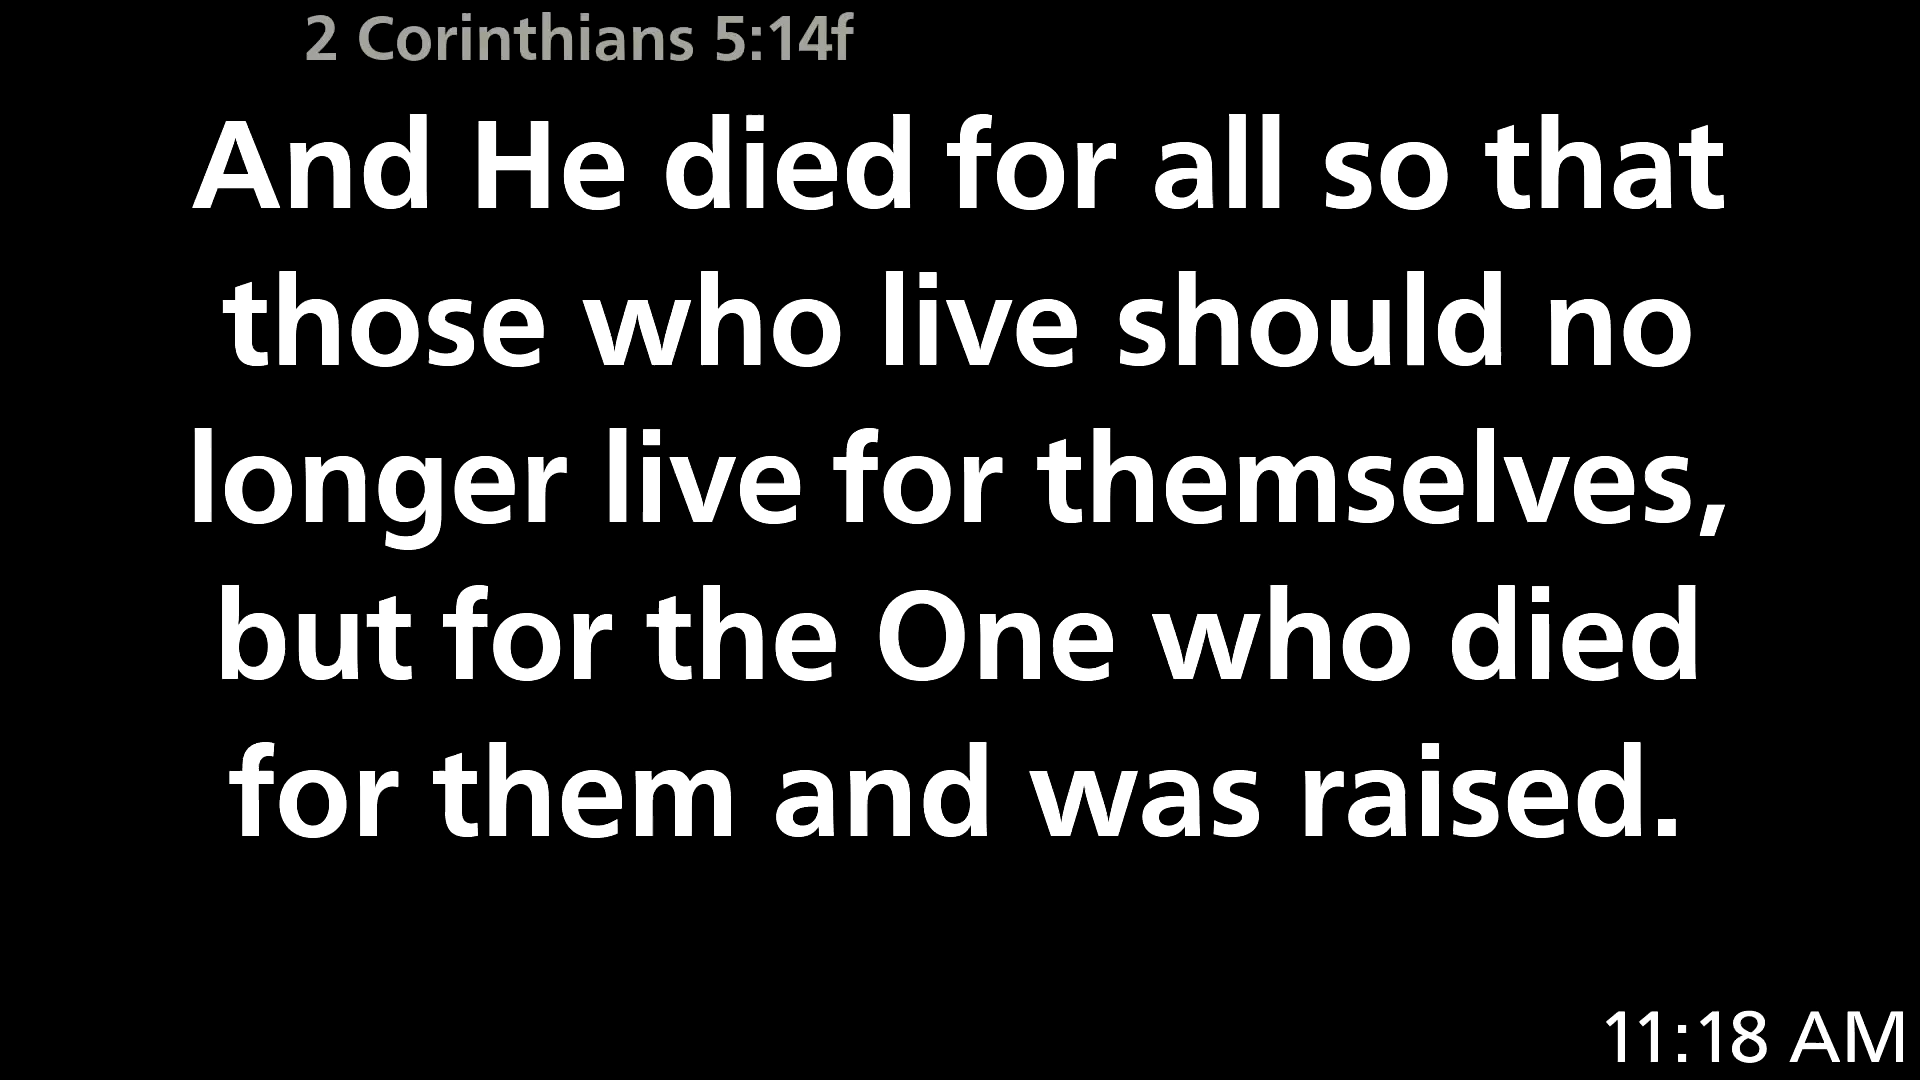 2 Corinthians 5:14f
And He died for all so that
those who live should no
longer live for themselves,
but for the One who died
for them and was raised.
11:18 AM